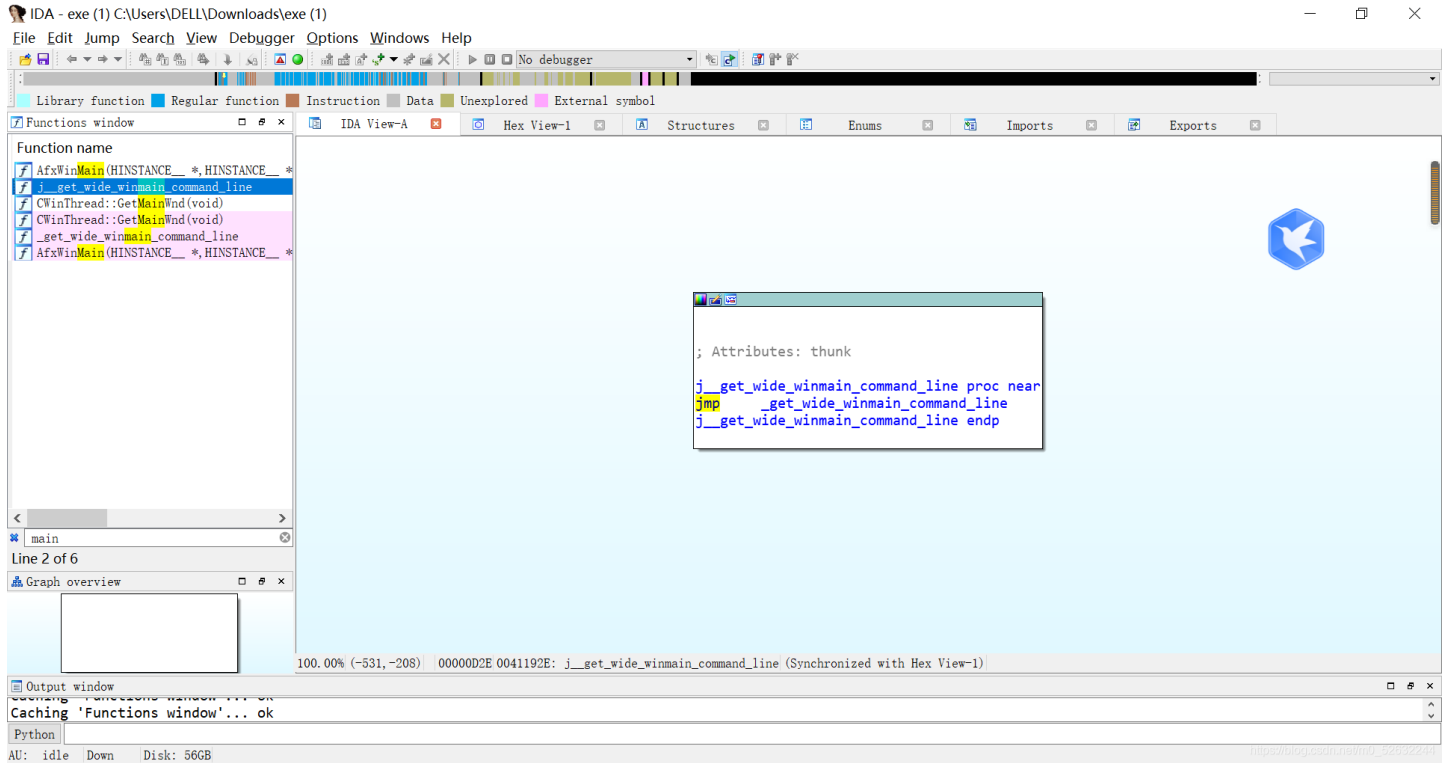 IDA - exe (1) C:\Users\DELL\Downloads\exe (1)
File Edit Jump Search View Debugger Options Windows Help
No debugger
Library function Regular function Instruction Data Unexplored External symbol
Functions window
IDA View-A Hex View-1 Structures Enums Imports Exports
Function name
AfxWinMain(HINSTANCE__ *,HINSTANCE__ *
j__get_wide_winmain_command_line
CWinThread::GetMainWnd(void)
CWinThread::GetMainWnd(void)
_get_wide_winmain_command_line
AfxWinMain(HINSTANCE__ *,HINSTANCE__ *
; Attributes: thunk
j__get_wide_winmain_command_line proc near
jmp _get_wide_winmain_command_line
j__get_wide_winmain_command_line endp
main
Line 2 of 6
Graph overview
100.00% (-531,-208) 00000D2E 0041192E: j__get_wide_winmain_command_line (Synchronized with Hex View-1)
Output window
Caching 'Functions window'... ok
Caching 'Functions window'... ok
Python
AU: idle Down Disk: 56GB